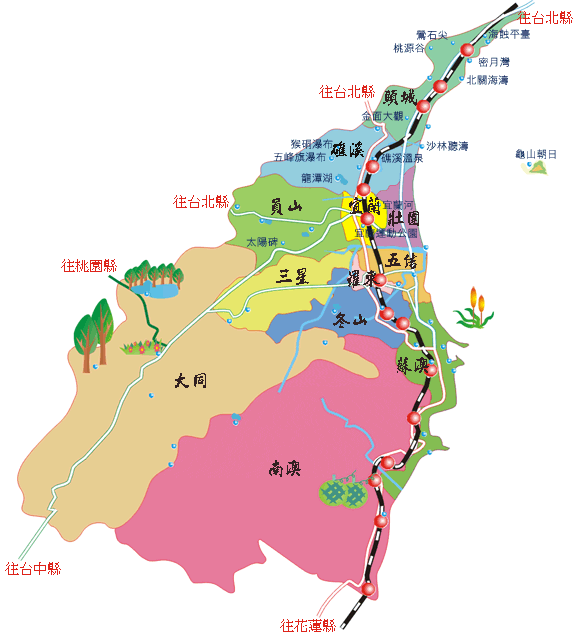 往台北縣
鶯石尖
海蝕平臺
桃源谷
密月灣
北關海濤
往台北縣
頭城
金面大觀
猴硐瀑布
礁溪
沙林聽濤
五峰旗瀑布
礁溪溫泉
龜山朝日
龍潭湖
往台北縣
員山
宜蘭
宜蘭河
壯圍
太陽碑
宜蘭運動公園
往桃園縣
五結
三星
羅東
冬山
蘇澳
大同
南澳
往台中縣
往花蓮縣